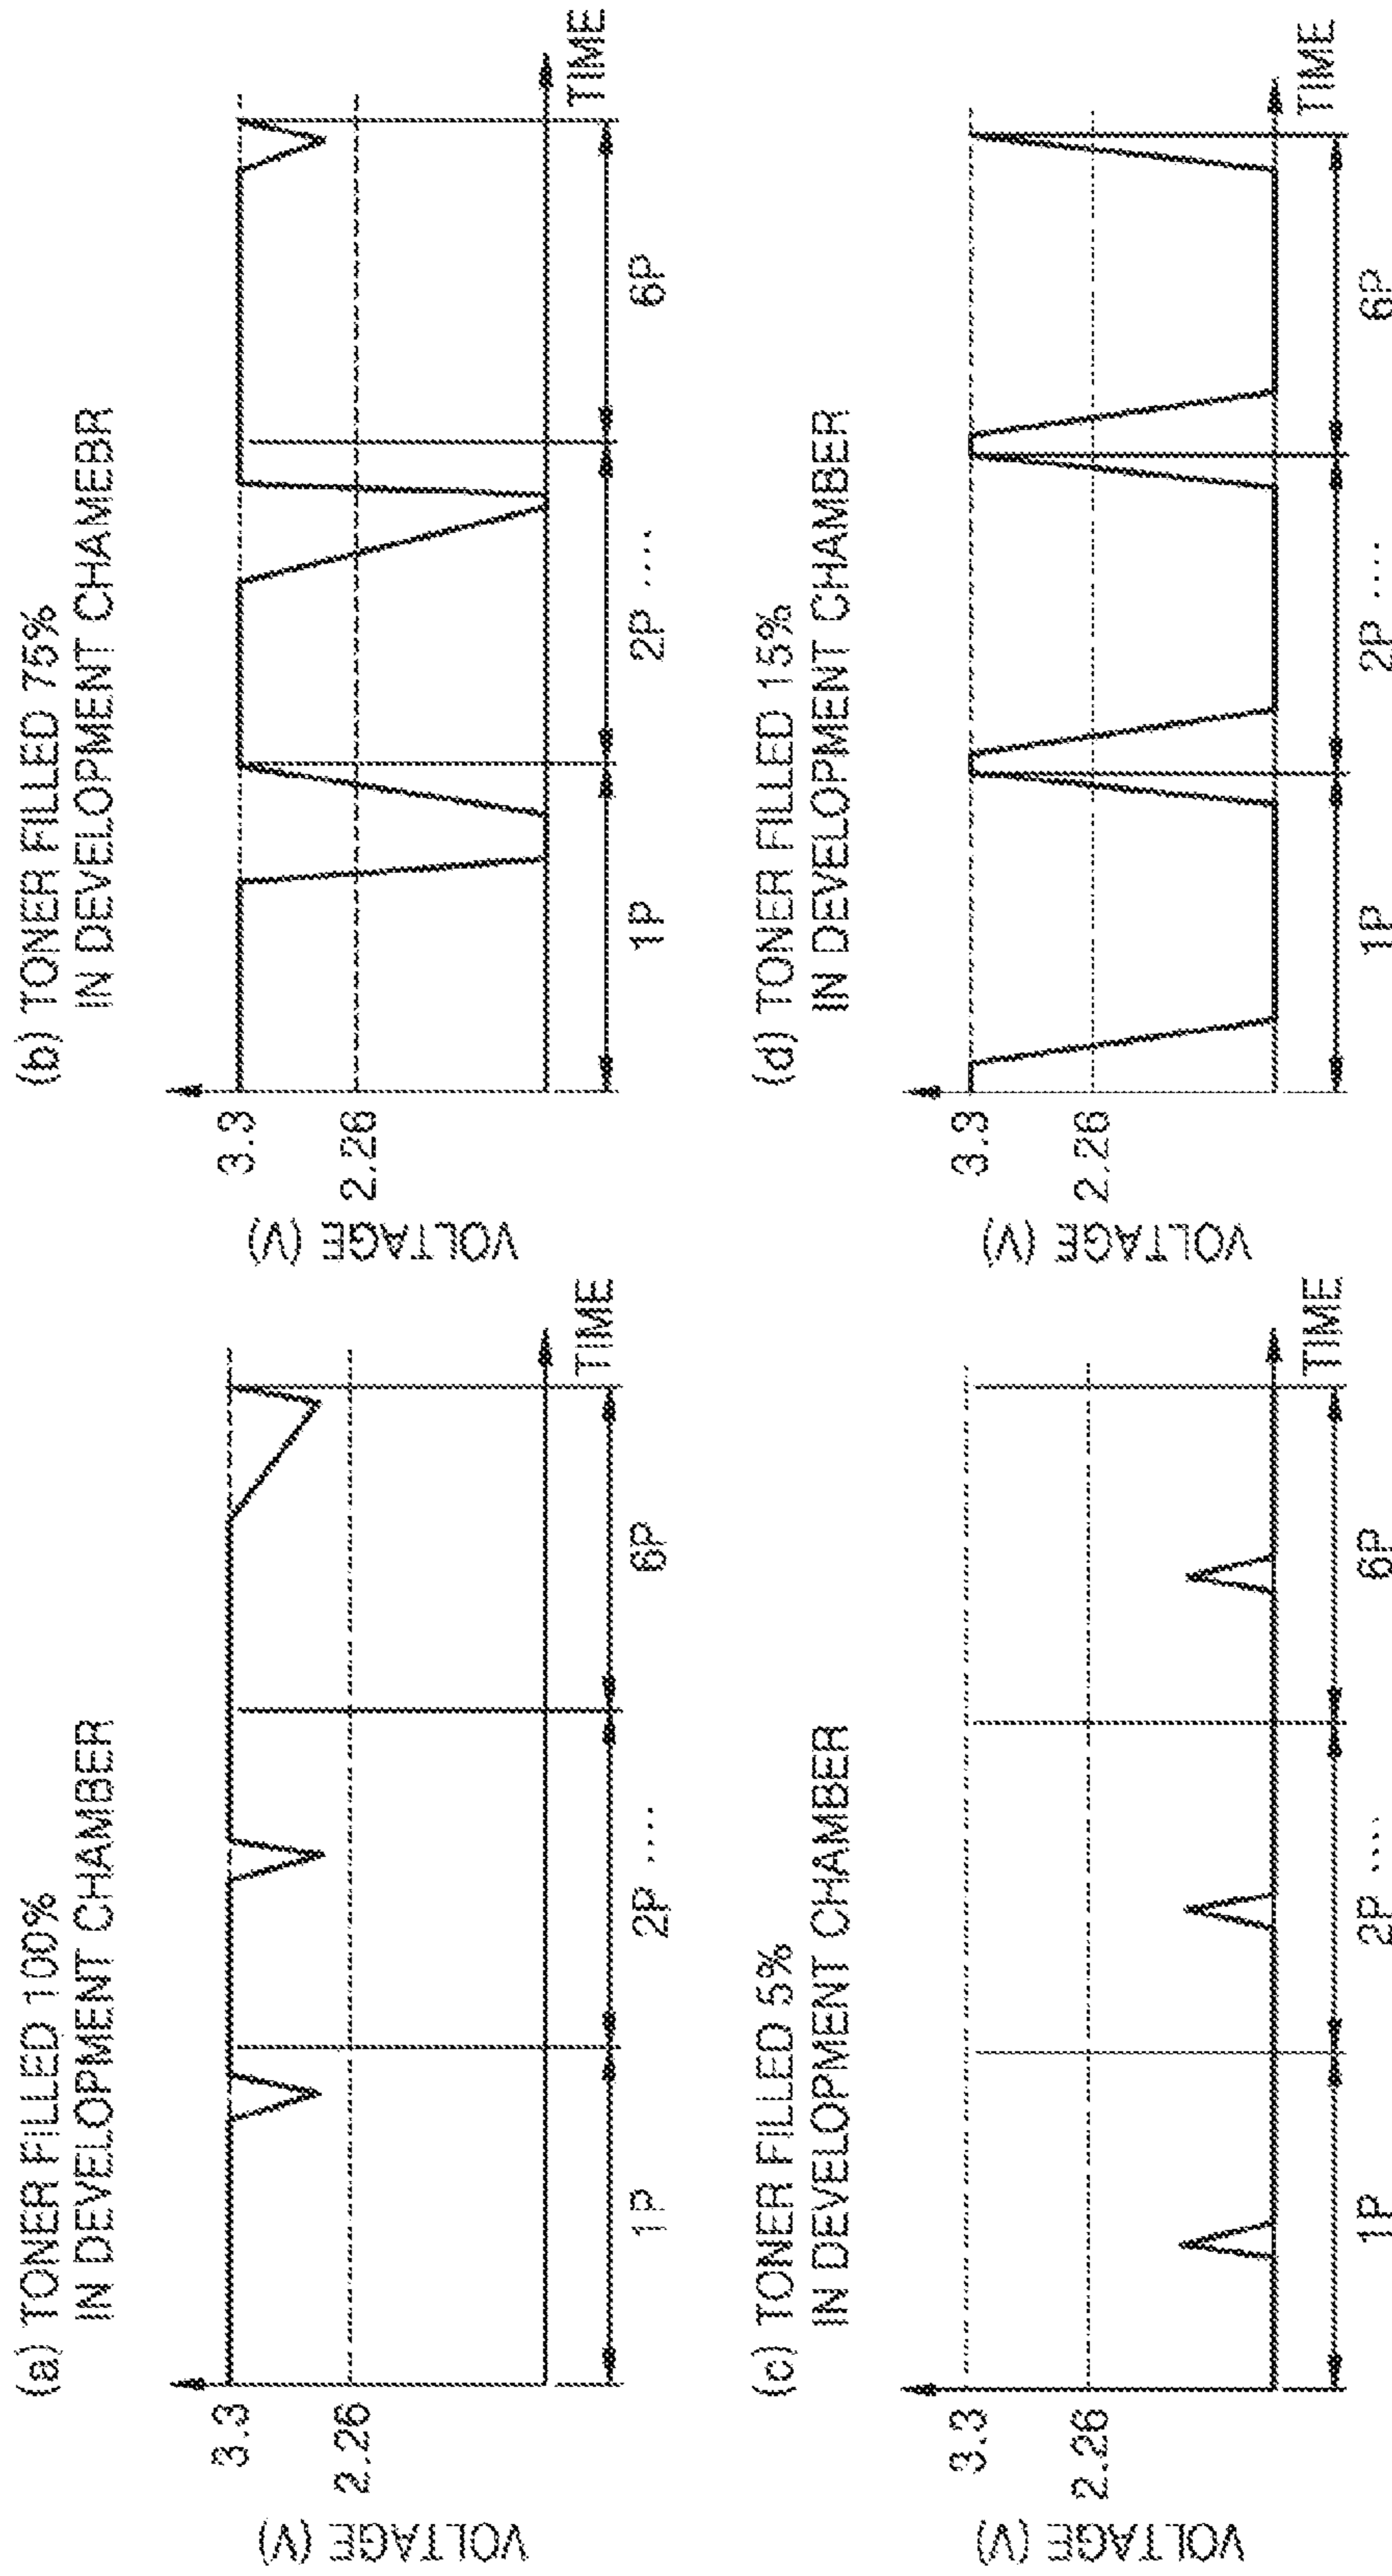 (a) TONER FILLED 100%
IN DEVELOPMENT CHAMBER
VOLTAGE (V)
3.3
2.26
TIME
1P
2P ....
6P
(b) TONER FILLED 75%
IN DEVELOPMENT CHAMEBR
VOLTAGE (V)
3.3
2.26
TIME
1P
2P ....
6P
(c) TONER FILLED 5%
IN DEVELOPMENT CHAMBER
VOLTAGE (V)
3.3
2.26
TIME
1P
2P ....
6P
(d) TONER FILLED 15%
IN DEVELOPMENT CHAMBER
VOLTAGE (V)
3.3
2.26
TIME
1P
2P ....
6P